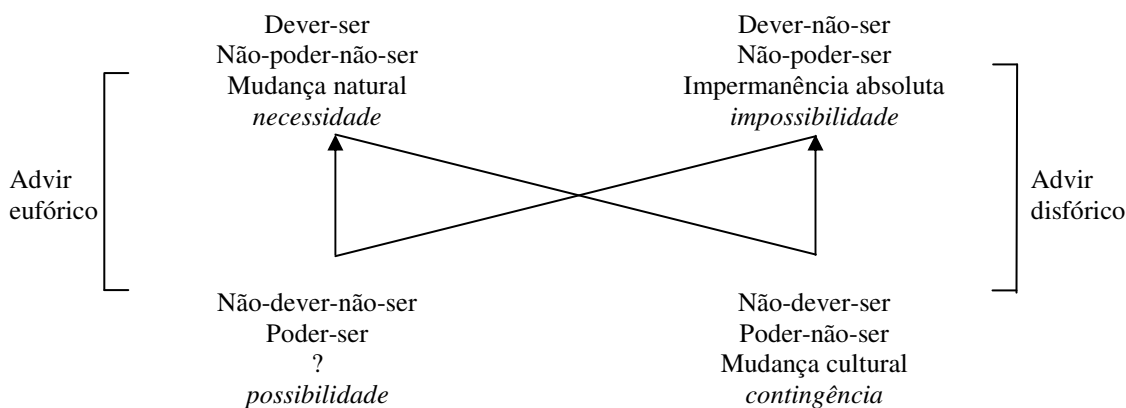 Dever-ser
Não-poder-não-ser
Mudança natural
necessidade
Dever-não-ser
Não-poder-ser
Impermanência absoluta
impossibilidade
Advir
eufórico
Advir
disfórico
Não-dever-não-ser
Poder-ser
?
possibilidade
Não-dever-ser
Poder-não-ser
Mudança cultural
contingência